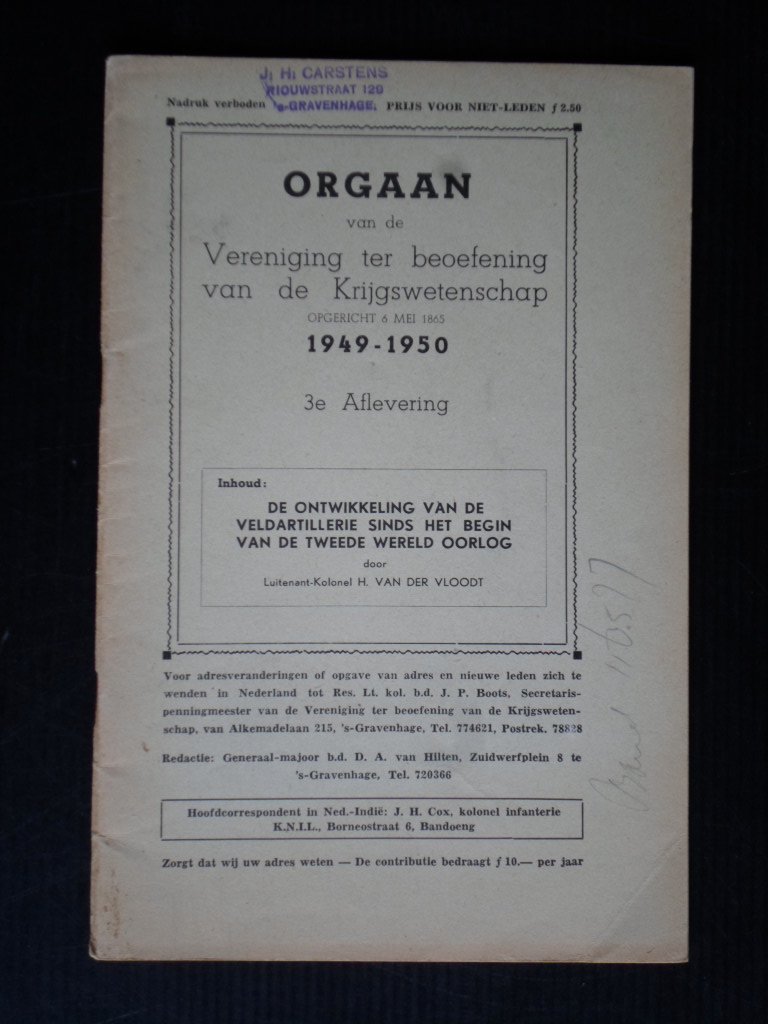 J. H. CARSTENS
RIOUWSTRAAT 129
's-GRAVENHAGE.
Nadruk verboden PRIJS VOOR NIET-LEDEN ƒ 2.50
ORGAAN
van de
Vereniging ter beoefening
van de Krijgswetenschap
OPGERICHT 6 MEI 1865
1949-1950
3e Aflevering
Inhoud:
DE ONTWIKKELING VAN DE
VELDARTILLERIE SINDS HET BEGIN
VAN DE TWEEDE WERELD OORLOG
door
Luitenant-Kolonel H. VAN DER VLOODT
Voor adresveranderingen of opgave van adres en nieuwe leden zich te
wenden in Nederland tot Res. Lt. kol. b.d. J. P. Boots, Secretaris-
penningmeester van de Vereniging ter beoefening van de Krijgsweten-
schap, van Alkemadelaan 215, 's-Gravenhage, Tel. 774621, Postrek. 78828
Redactie: Generaal-majoor b.d. D. A. van Hilten, Zuidwerfplein 8 te
's-Gravenhage, Tel. 720366
Hoofdcorrespondent in Ned.-Indië: J. H. Cox, kolonel infanterie
K.N.I.L., Borneostraat 6, Bandoeng
Zorgt dat wij uw adres weten — De contributie bedraagt ƒ 10.— per jaar